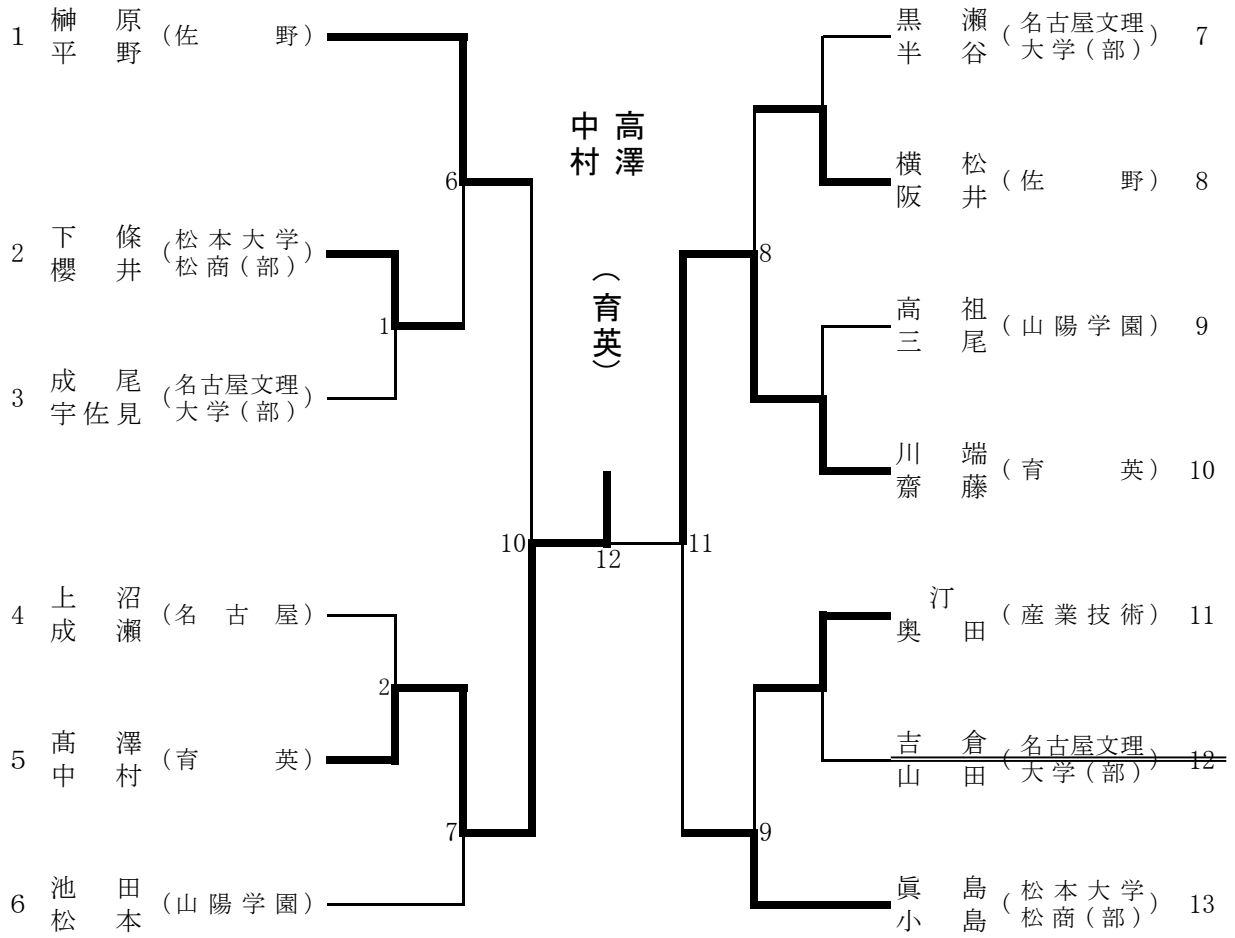 1 榊原 平野 (佐野)
2 下條 櫻井 (松本大学松商(部))
3 成尾 宇佐見 (名古屋文理大学(部))
4 上沼 成瀬 (名古屋)
5 髙澤 中村 (育英)
6 池田 松本 (山陽学園)
6
1
2
7
10
高澤
中村
(育英)
12
11
8
9
黒瀬 半谷 (名古屋文理大学(部)) 7
横松 阪井 (佐野) 8
高祖 三尾 (山陽学園) 9
川端 齋藤 (育英) 10
汀 奥田 (産業技術) 11
吉倉 山田 (名古屋文理大学(部)) 12
眞島 小島 (松本大学松商(部)) 13